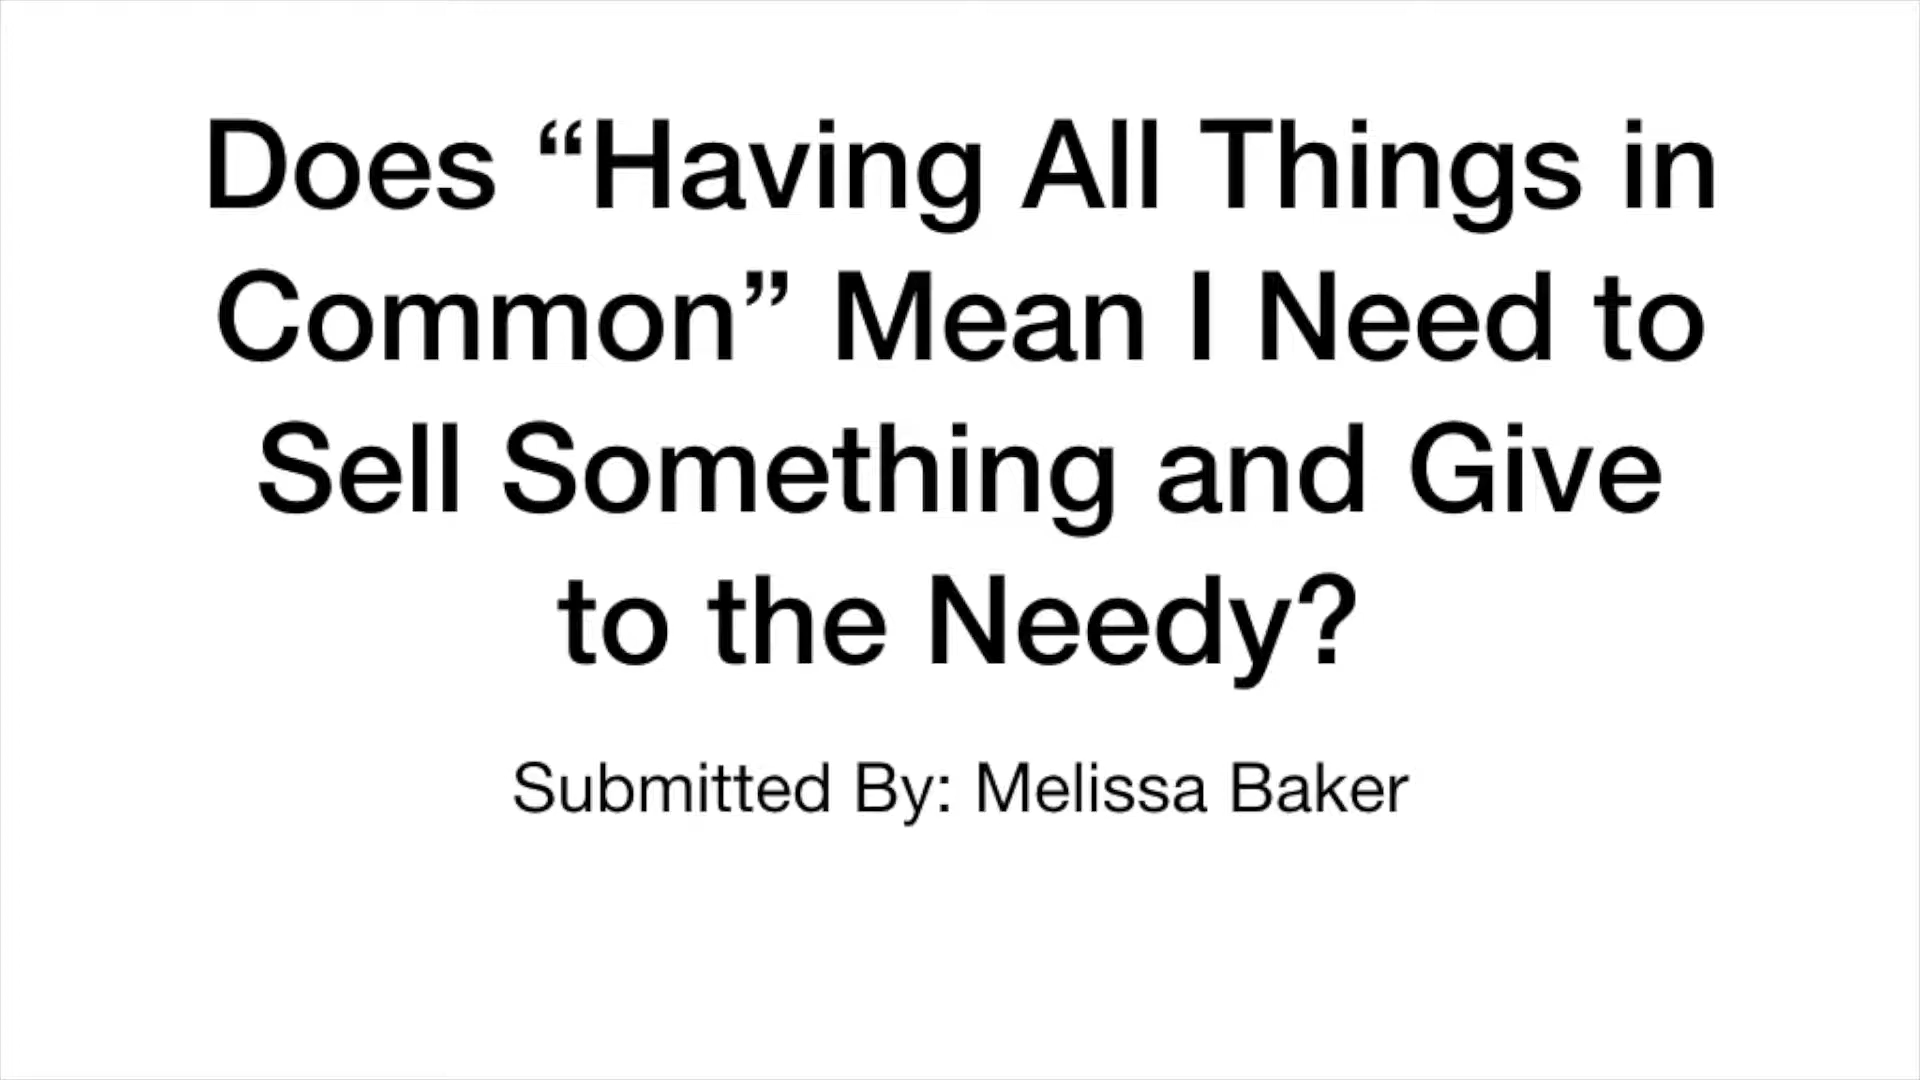 Does “Having All Things in
Common” Mean I Need to
Sell Something and Give
to the Needy?
Submitted By: Melissa Baker